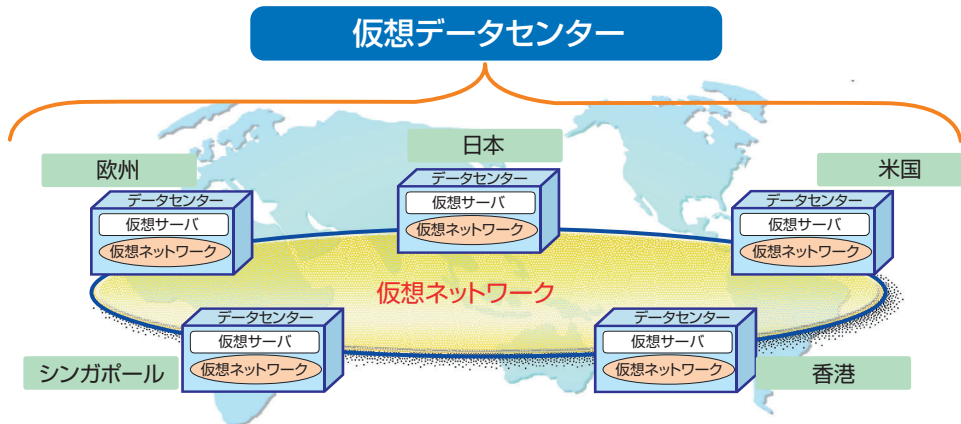 仮想データセンター
日本
欧州
米国
データセンター
仮想サーバ
仮想ネットワーク
データセンター
仮想サーバ
仮想ネットワーク
データセンター
仮想サーバ
仮想ネットワーク
仮想ネットワーク
データセンター
仮想サーバ
仮想ネットワーク
シンガポール
データセンター
仮想サーバ
仮想ネットワーク
香港